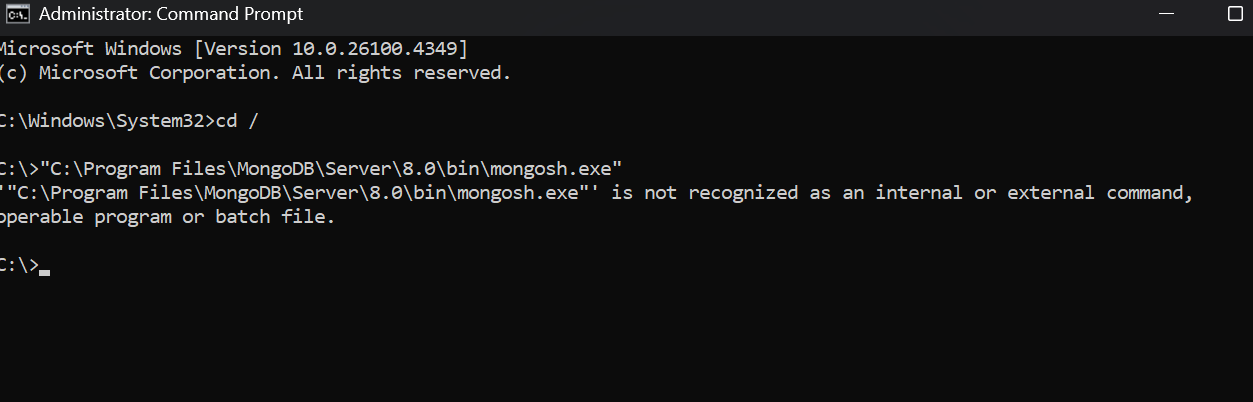 Administrator: Command Prompt
Microsoft Windows [Version 10.0.26100.4349]
(c) Microsoft Corporation. All rights reserved.
C:\Windows\System32>cd /
C:\>"C:\Program Files\MongoDB\Server\8.0\bin\mongosh.exe"
'"C:\Program Files\MongoDB\Server\8.0\bin\mongosh.exe"' is not recognized as an internal or external command,
operable program or batch file.
C:\>